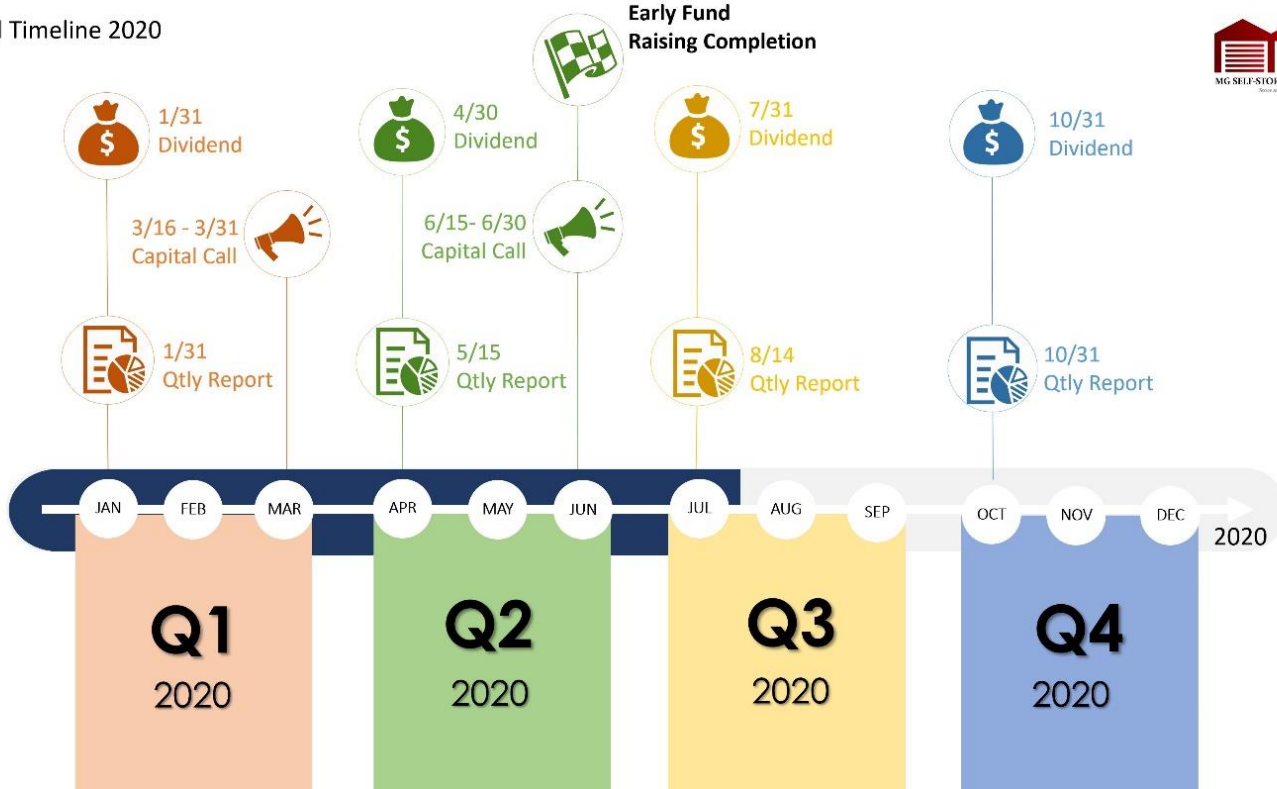 Timeline 2020
Early Fund
Raising Completion
MG SELF-STOR
1/31
Dividend
4/30
Dividend
7/31
Dividend
10/31
Dividend
3/16 - 3/31
Capital Call
6/15- 6/30
Capital Call
1/31
Qtly Report
5/15
Qtly Report
8/14
Qtly Report
10/31
Qtly Report
JAN
FEB
MAR
APR
MAY
JUN
JUL
AUG
SEP
OCT
NOV
DEC
2020
Q1
2020
Q2
2020
Q3
2020
Q4
2020
$
$
$
$